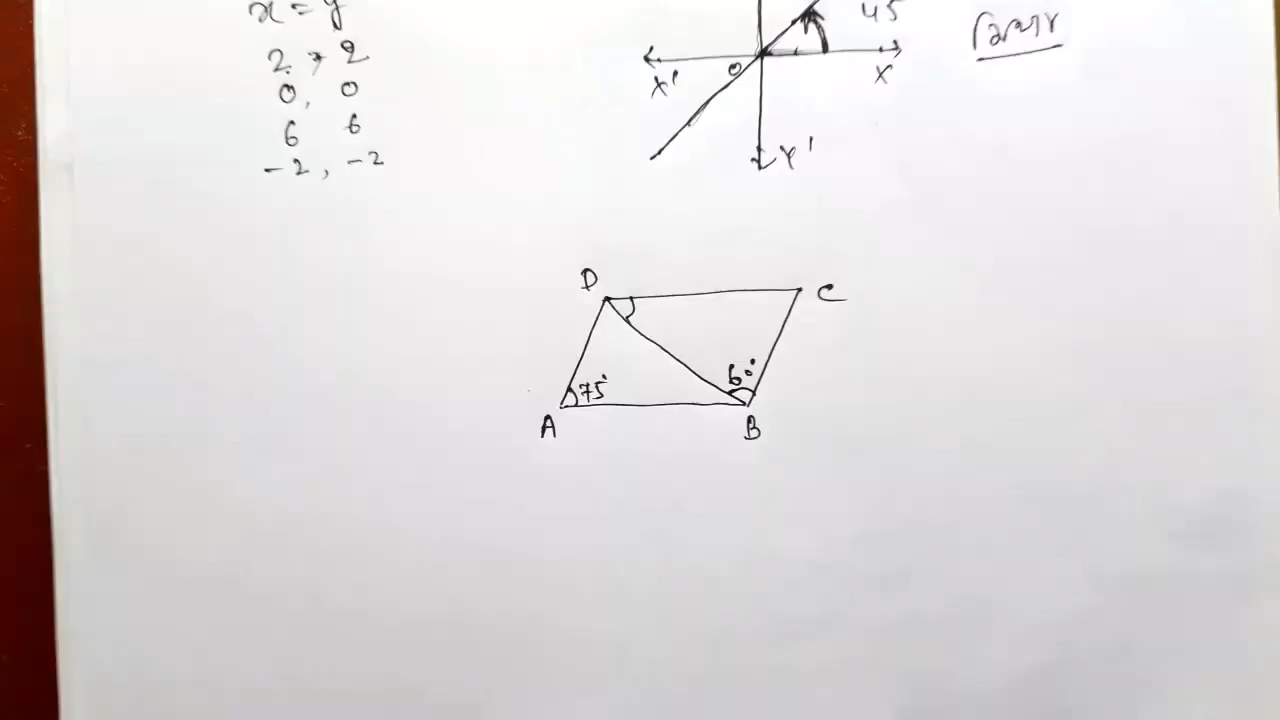 x = y
2, 2
0, 0
6 6
-2, -2
45
X' O X
Y'
D C
60°
75°
A B